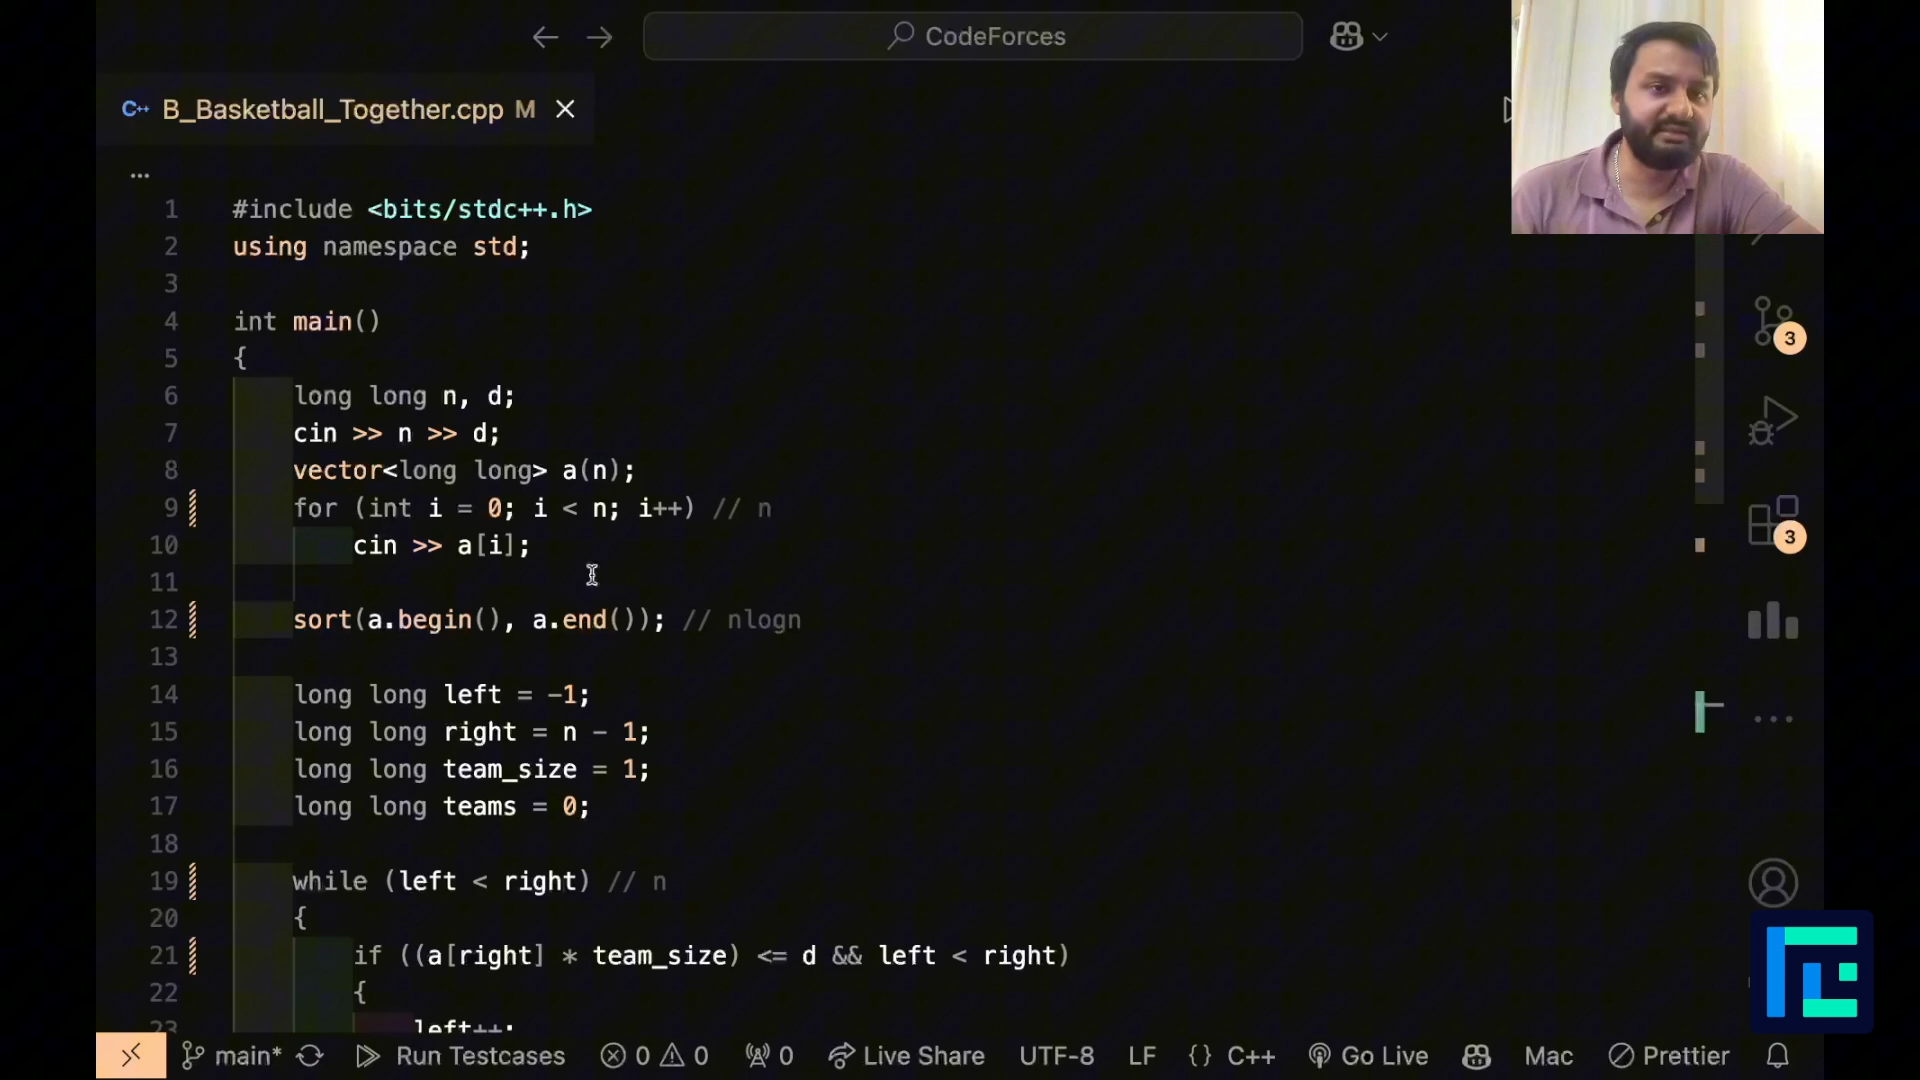 CodeForces
B_Basketball_Together.cpp M
...
1 #include <bits/stdc++.h>
2 using namespace std;
3
4 int main()
5 {
6 long long n, d;
7 cin >> n >> d;
8 vector<long long> a(n);
9 for (int i = 0; i < n; i++) // n
10 cin >> a[i];
11
12 sort(a.begin(), a.end()); // nlogn
13
14 long long left = -1;
15 long long right = n - 1;
16 long long team_size = 1;
17 long long teams = 0;
18
19 while (left < right) // n
20 {
21 if ((a[right] * team_size) <= d && left < right)
22 {
23 left++;
3
3
main* Run Testcases 0 0 0 Live Share UTF-8 LF {} C++ Go Live Mac Prettier